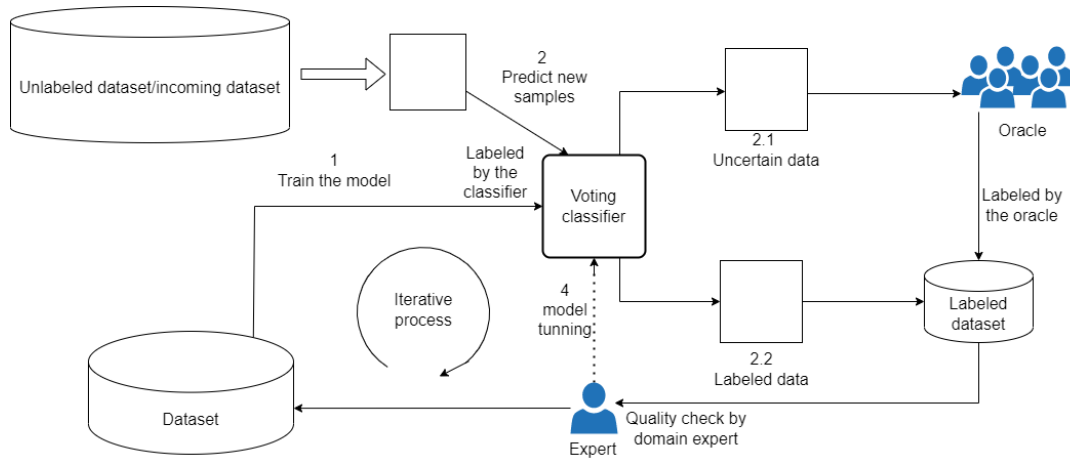 Unlabeled dataset/incoming dataset
2
Predict new
samples
2.1
Uncertain data
Oracle
1
Train the model
Labeled
by the
classifier
Voting
classifier
Labeled by
the oracle
Iterative
process
4
model
tunning
2.2
Labeled data
Labeled
dataset
Dataset
Expert
Quality check by
domain expert